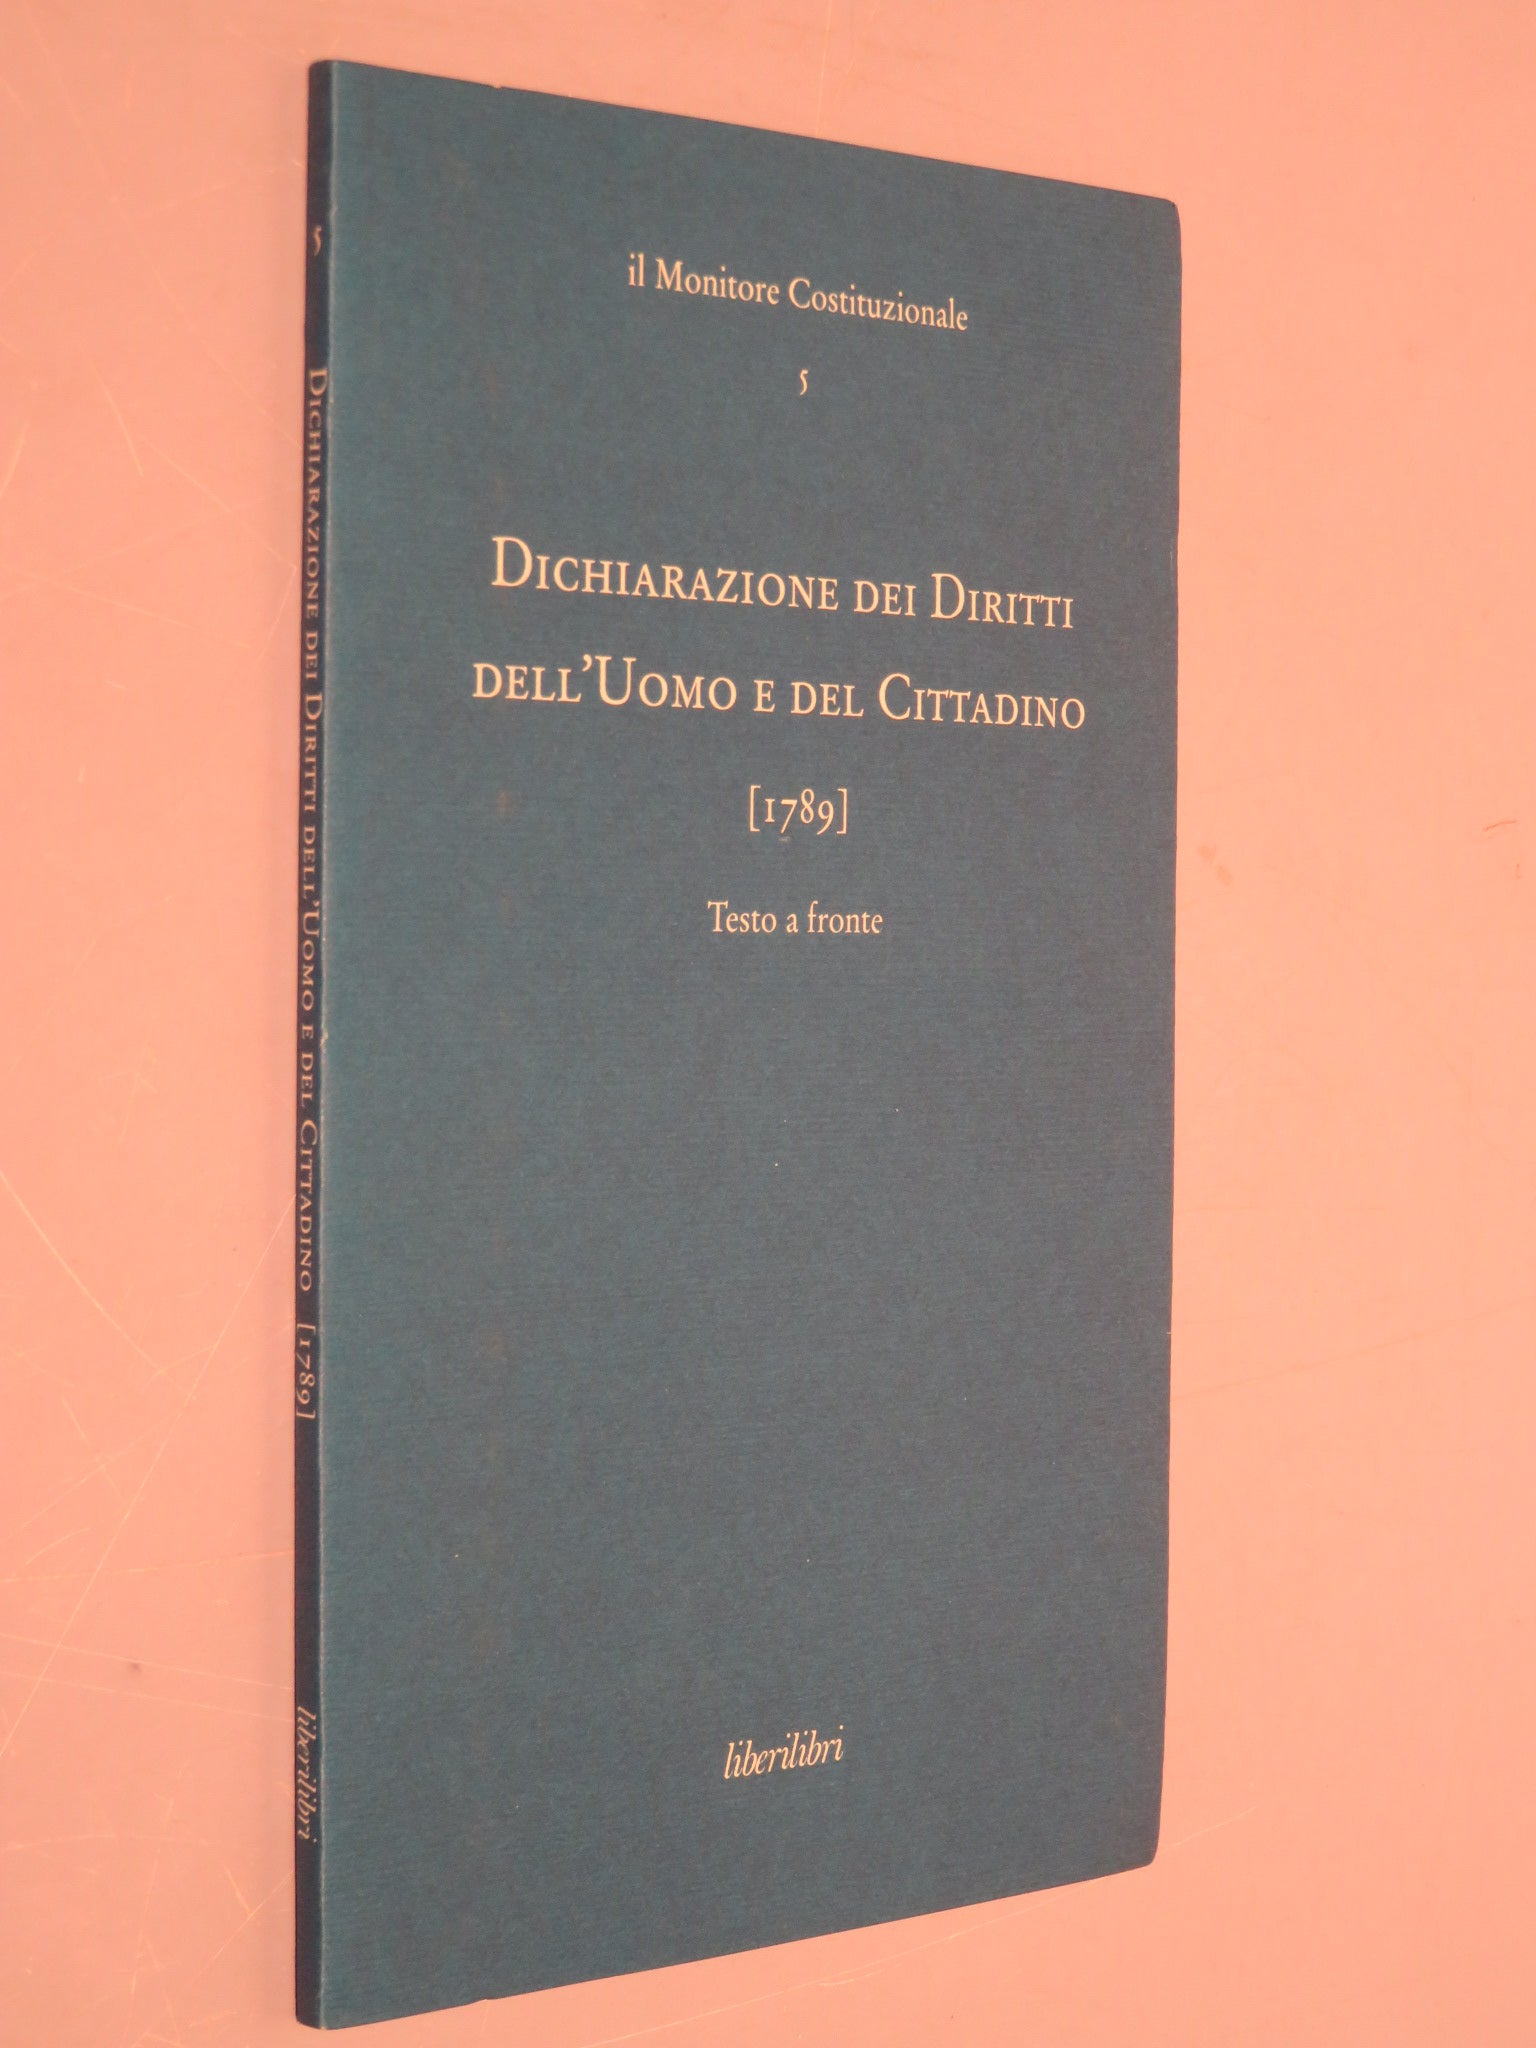 il Monitore Costituzionale
5
Dichiarazione dei Diritti
dell'Uomo e del Cittadino
[1789]
Testo a fronte
liberilibri
5
Dichiarazione dei Diritti dell'Uomo e del Cittadino [1789]
liberilibri